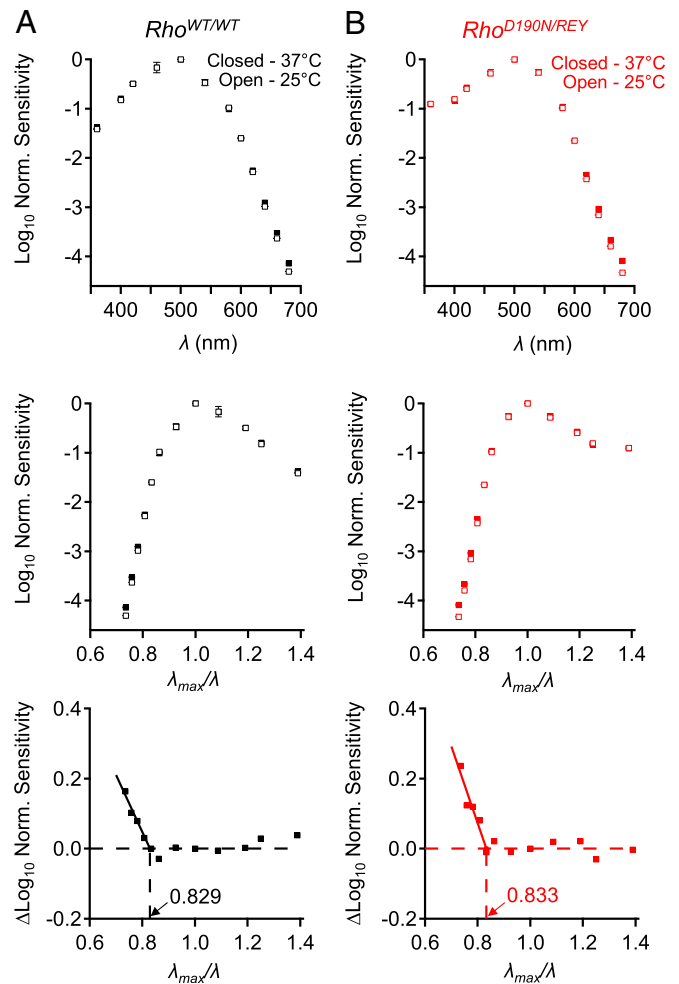 A
Rho^WT/WT
Closed - 37°C
Open - 25°C
Log₁₀ Norm. Sensitivity
0
-1
-2
-3
-4
400 500 600 700
λ (nm)
B
Rho^D190N/REY
Closed - 37°C
Open - 25°C
Log₁₀ Norm. Sensitivity
0
-1
-2
-3
-4
400 500 600 700
λ (nm)
Log₁₀ Norm. Sensitivity
0
-1
-2
-3
-4
0.6 0.8 1.0 1.2 1.4
λmax/λ
Log₁₀ Norm. Sensitivity
0
-1
-2
-3
-4
0.6 0.8 1.0 1.2 1.4
λmax/λ
ΔLog₁₀ Norm. Sensitivity
0.4
0.2
0.0
-0.2
0.829
0.6 0.8 1.0 1.2 1.4
λmax/λ
ΔLog₁₀ Norm. Sensitivity
0.4
0.2
0.0
-0.2
0.833
0.6 0.8 1.0 1.2 1.4
λmax/λ